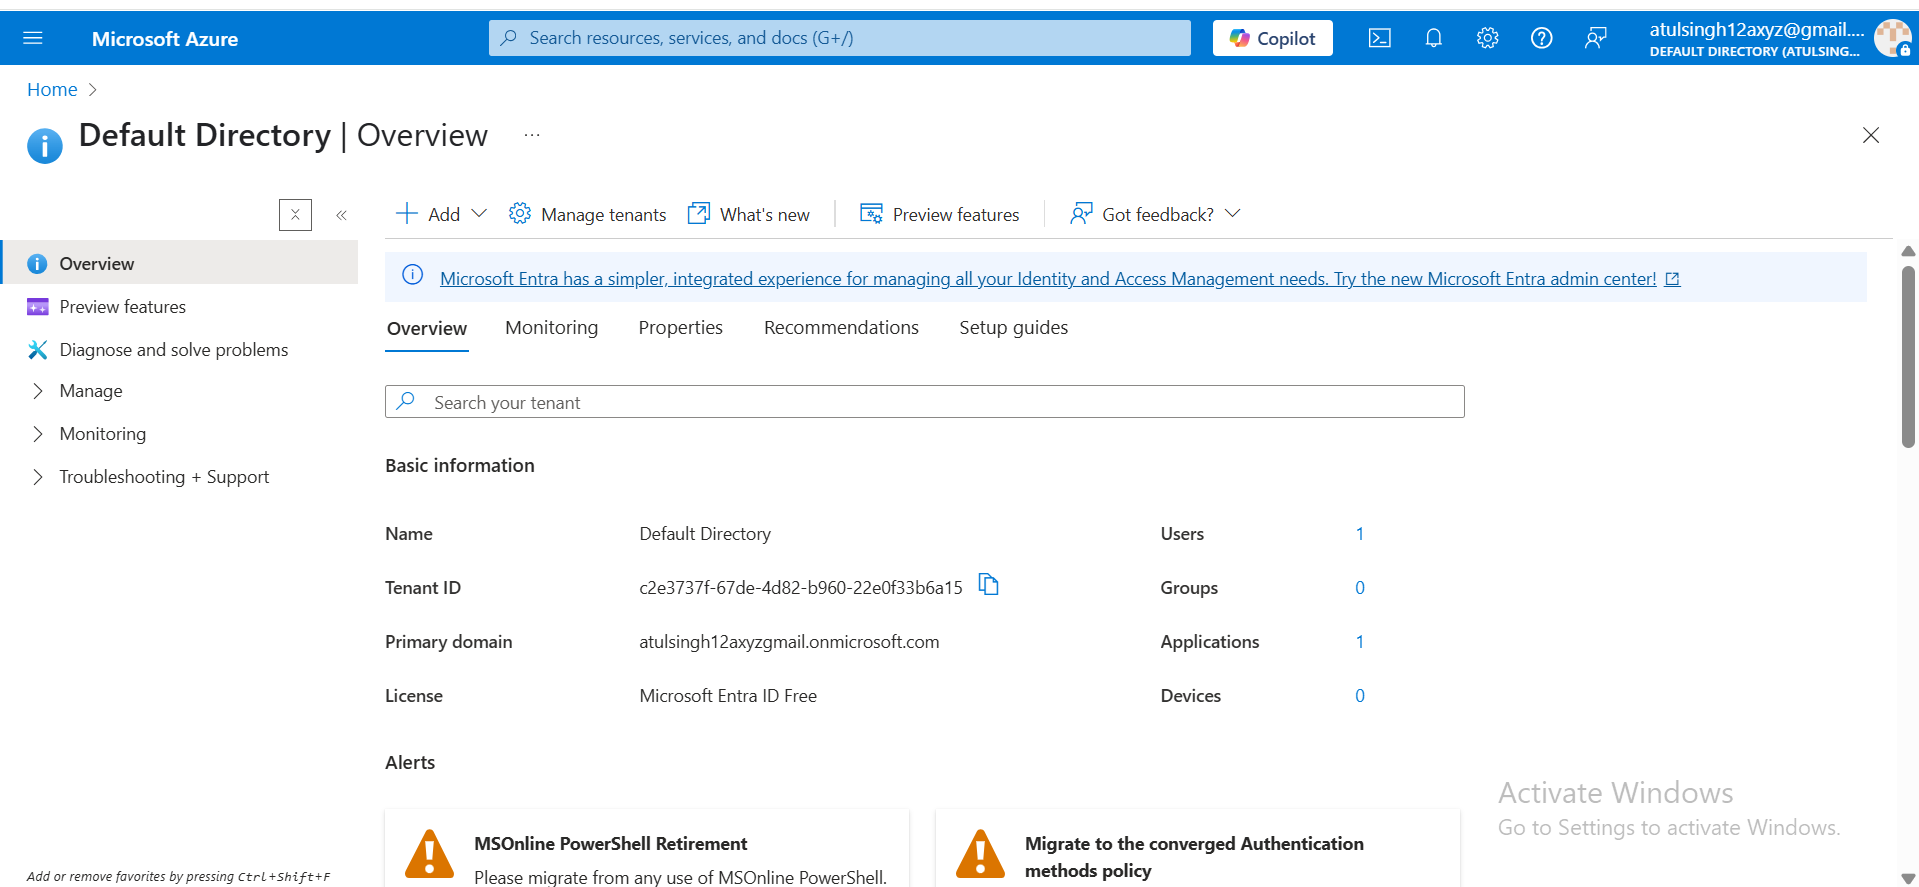 Microsoft Azure
Search resources, services, and docs (G+/)
Copilot
atulsingh12axyz@gmail....
DEFAULT DIRECTORY (ATULSING...
Home
Default Directory | Overview
...
Add
Manage tenants
What's new
Preview features
Got feedback?
Overview
Preview features
Diagnose and solve problems
Manage
Monitoring
Troubleshooting + Support
Microsoft Entra has a simpler, integrated experience for managing all your Identity and Access Management needs. Try the new Microsoft Entra admin center!
Overview Monitoring Properties Recommendations Setup guides
Search your tenant
Basic information
Name Default Directory Users 1
Tenant ID c2e3737f-67de-4d82-b960-22e0f33b6a15 Groups 0
Primary domain atulsingh12axyzgmail.onmicrosoft.com Applications 1
License Microsoft Entra ID Free Devices 0
Alerts
MSOnline PowerShell Retirement
Please migrate from any use of MSOnline PowerShell.
Migrate to the converged Authentication
methods policy
Activate Windows
Go to Settings to activate Windows.
Add or remove favorites by pressing Ctrl+Shift+F